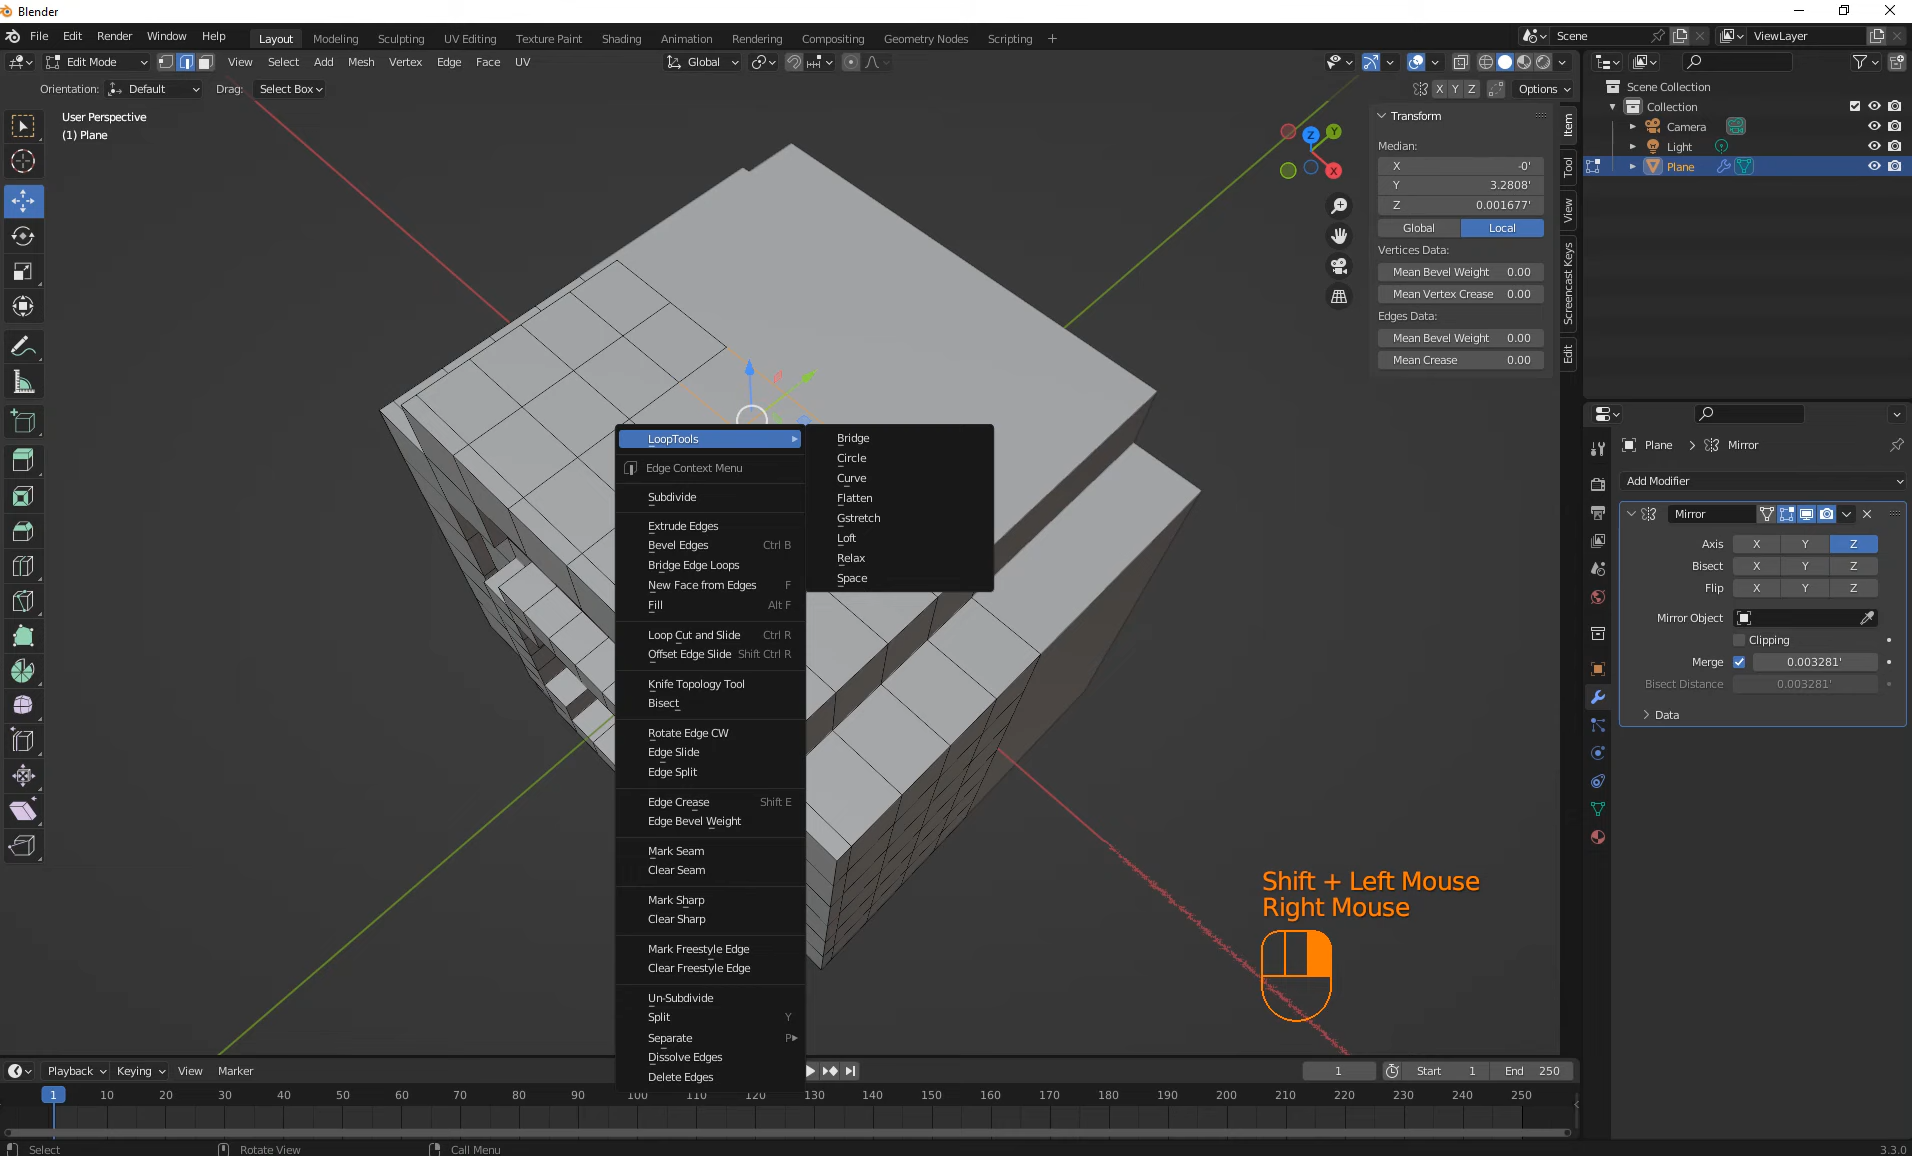 Blender
File Edit Render Window Help
Layout Modeling Sculpting UV Editing Texture Paint Shading Animation Rendering Compositing Geometry Nodes Scripting +
Scene
ViewLayer
Edit Mode View Select Add Mesh Vertex Edge Face UV
Global
Orientation: Default Drag: Select Box
X Y Z Options
User Perspective
(1) Plane
Z Y X
Transform
Median:
X -0'
Y 3.2808'
Z 0.001677'
Global Local
Vertices Data:
Mean Bevel Weight 0.00
Mean Vertex Crease 0.00
Edges Data:
Mean Bevel Weight 0.00
Mean Crease 0.00
Item
Tool
View
Screencast Keys
Edit
Scene Collection
Collection
Camera
Light
Plane
LoopTools
Edge Context Menu
Subdivide
Extrude Edges
Bevel Edges Ctrl B
Bridge Edge Loops
New Face from Edges F
Fill Alt F
Loop Cut and Slide Ctrl R
Offset Edge Slide Shift Ctrl R
Knife Topology Tool
Bisect
Rotate Edge CW
Edge Slide
Edge Split
Edge Crease Shift E
Edge Bevel Weight
Mark Seam
Clear Seam
Mark Sharp
Clear Sharp
Mark Freestyle Edge
Clear Freestyle Edge
Un-Subdivide
Split Y
Separate P
Dissolve Edges
Delete Edges
Bridge
Circle
Curve
Flatten
Gstretch
Loft
Relax
Space
Plane Mirror
Add Modifier
Mirror
Axis X Y Z
Bisect X Y Z
Flip X Y Z
Mirror Object
Clipping
Merge 0.003281'
Bisect Distance 0.003281'
Data
Shift + Left Mouse
Right Mouse
Playback Keying View Marker
1 Start 1 End 250
1 10 20 30 40 50 60 70 80 90 100 110 120 130 140 150 160 170 180 190 200 210 220 230 240 250
Select Rotate View Call Menu
3.3.0